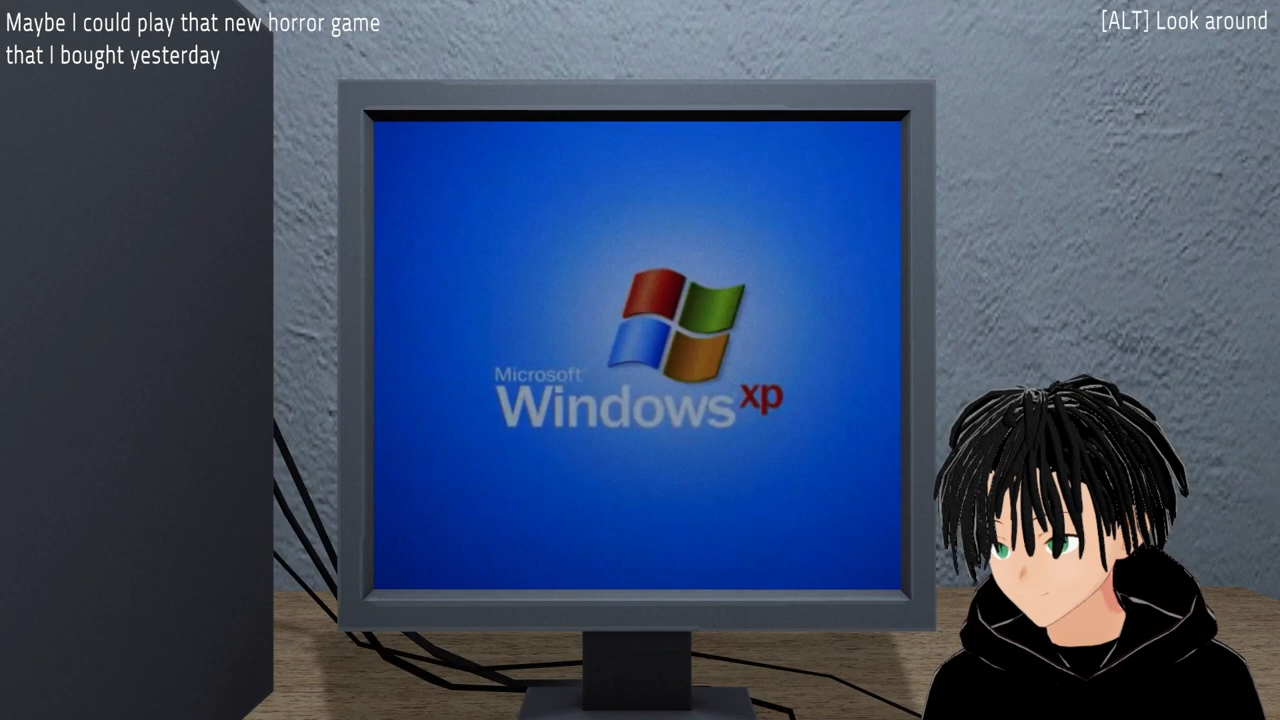 Maybe I could play that new horror game
that I bought yesterday
[ALT] Look around
Microsoft
Windows xp